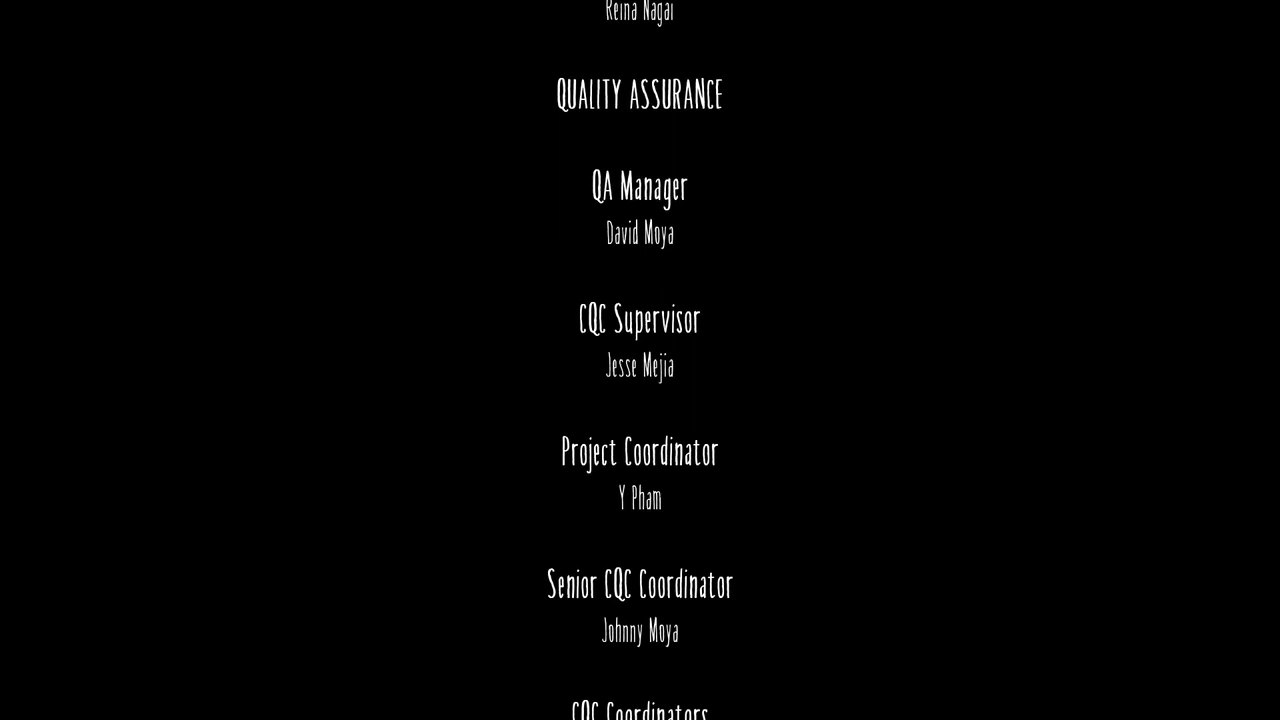 Reina Nagai
QUALITY ASSURANCE
QA Manager
David Moya
CQC Supervisor
Jesse Mejia
Project Coordinator
Y Pham
Senior CQC Coordinator
Johnny Moya
CQC Coordinators